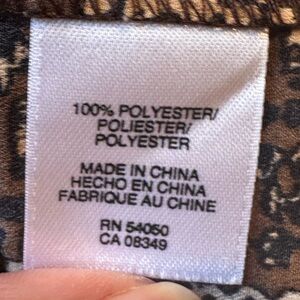 100% POLYESTER/
POLIESTER/
POLYESTER
MADE IN CHINA
HECHO EN CHINA
FABRIQUE AU CHINE
RN 54050
CA 08349